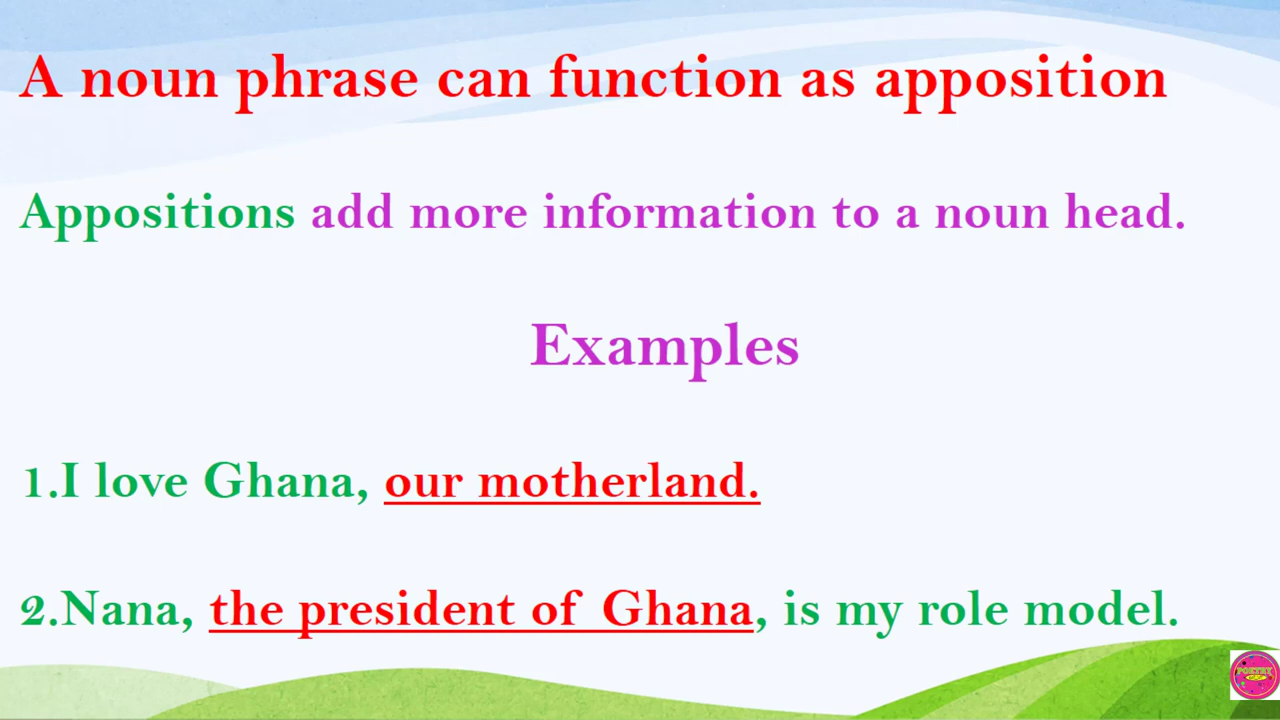 A noun phrase can function as apposition
Appositions add more information to a noun head.
Examples
1.I love Ghana, our motherland.
2.Nana, the president of Ghana, is my role model.
POETRY